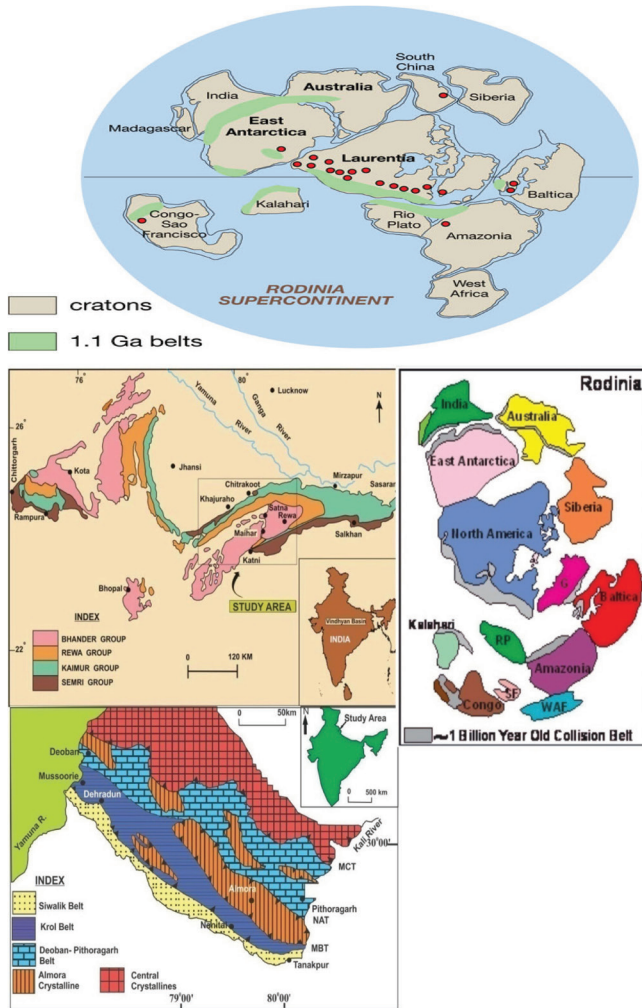 South
China
Siberia
Australia
India
East
Antarctica
Madagascar
Laurentia
Baltica
Kalahari
Congo-
Sao
Francisco
Rio
Plato
Amazonia
West
Africa
RODINIA
SUPERCONTINENT
cratons
1.1 Ga belts
76
80
Lucknow
N
Yamuna
River
Ganga
River
26
Chittorgarh
Kota
Jhansi
Chitrakoot
Mirzapur
Sasaram
Khajuraho
Rampura
Satna
Rewa
Maihar
Salkhan
Katni
Bhopal
STUDY AREA
INDEX
BHANDER GROUP
REWA GROUP
KAIMUR GROUP
SEMRI GROUP
22
0 120 KM
Vindhyan Basin
INDIA
Rodinia
India
Australia
East Antarctica
Siberia
North America
G
Baltica
Kalahari
RP
Amazonia
Congo
SF
WAF
~1 Billion Year Old Collision Belt
0 50km
N
Study Area
0 500 km
Deoban
Mussoorie
Dehradun
Yamuna R.
Kali River
30°00'
MCT
Almora
Pithoragarh
NAT
Nainital
MBT
Tanakpur
INDEX
Siwalik Belt
Krol Belt
Deoban- Pithoragarh
Belt
Almora
Crystalline
Central
Crystallines
79°00'
80°00'